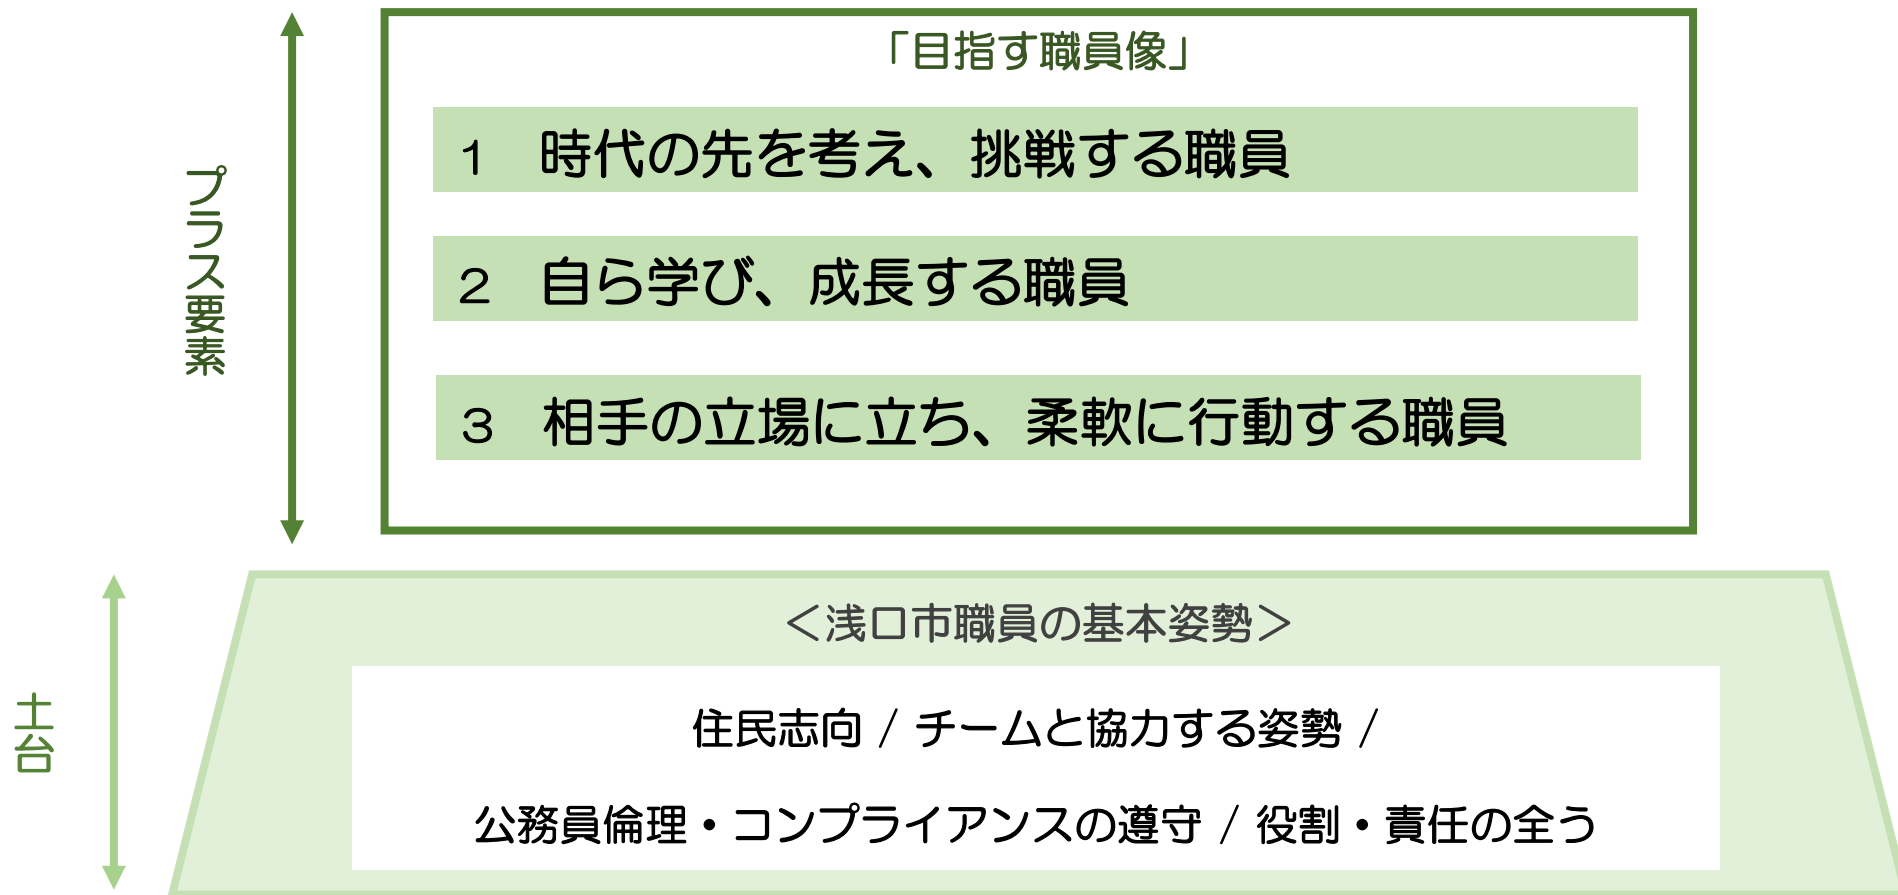 「目指す職員像」
1　時代の先を考え、挑戦する職員
2　自ら学び、成長する職員
3　相手の立場に立ち、柔軟に行動する職員
プラス要素
＜浅口市職員の基本姿勢＞
住民志向 / チームと協力する姿勢 /
公務員倫理・コンプライアンスの遵守 / 役割・責任の全う
土台